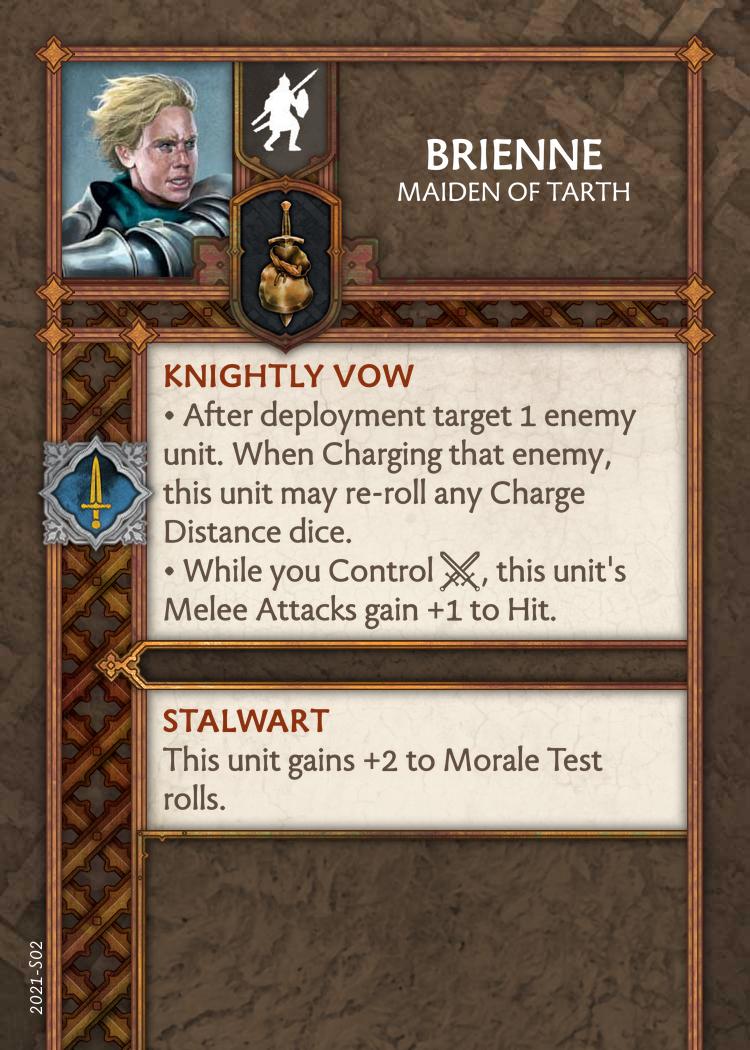 BRIENNE
MAIDEN OF TARTH
KNIGHTLY VOW
• After deployment target 1 enemy
unit. When Charging that enemy,
this unit may re-roll any Charge
Distance dice.
• While you Control , this unit's
Melee Attacks gain +1 to Hit.
STALWART
This unit gains +2 to Morale Test
rolls.
2021-S02